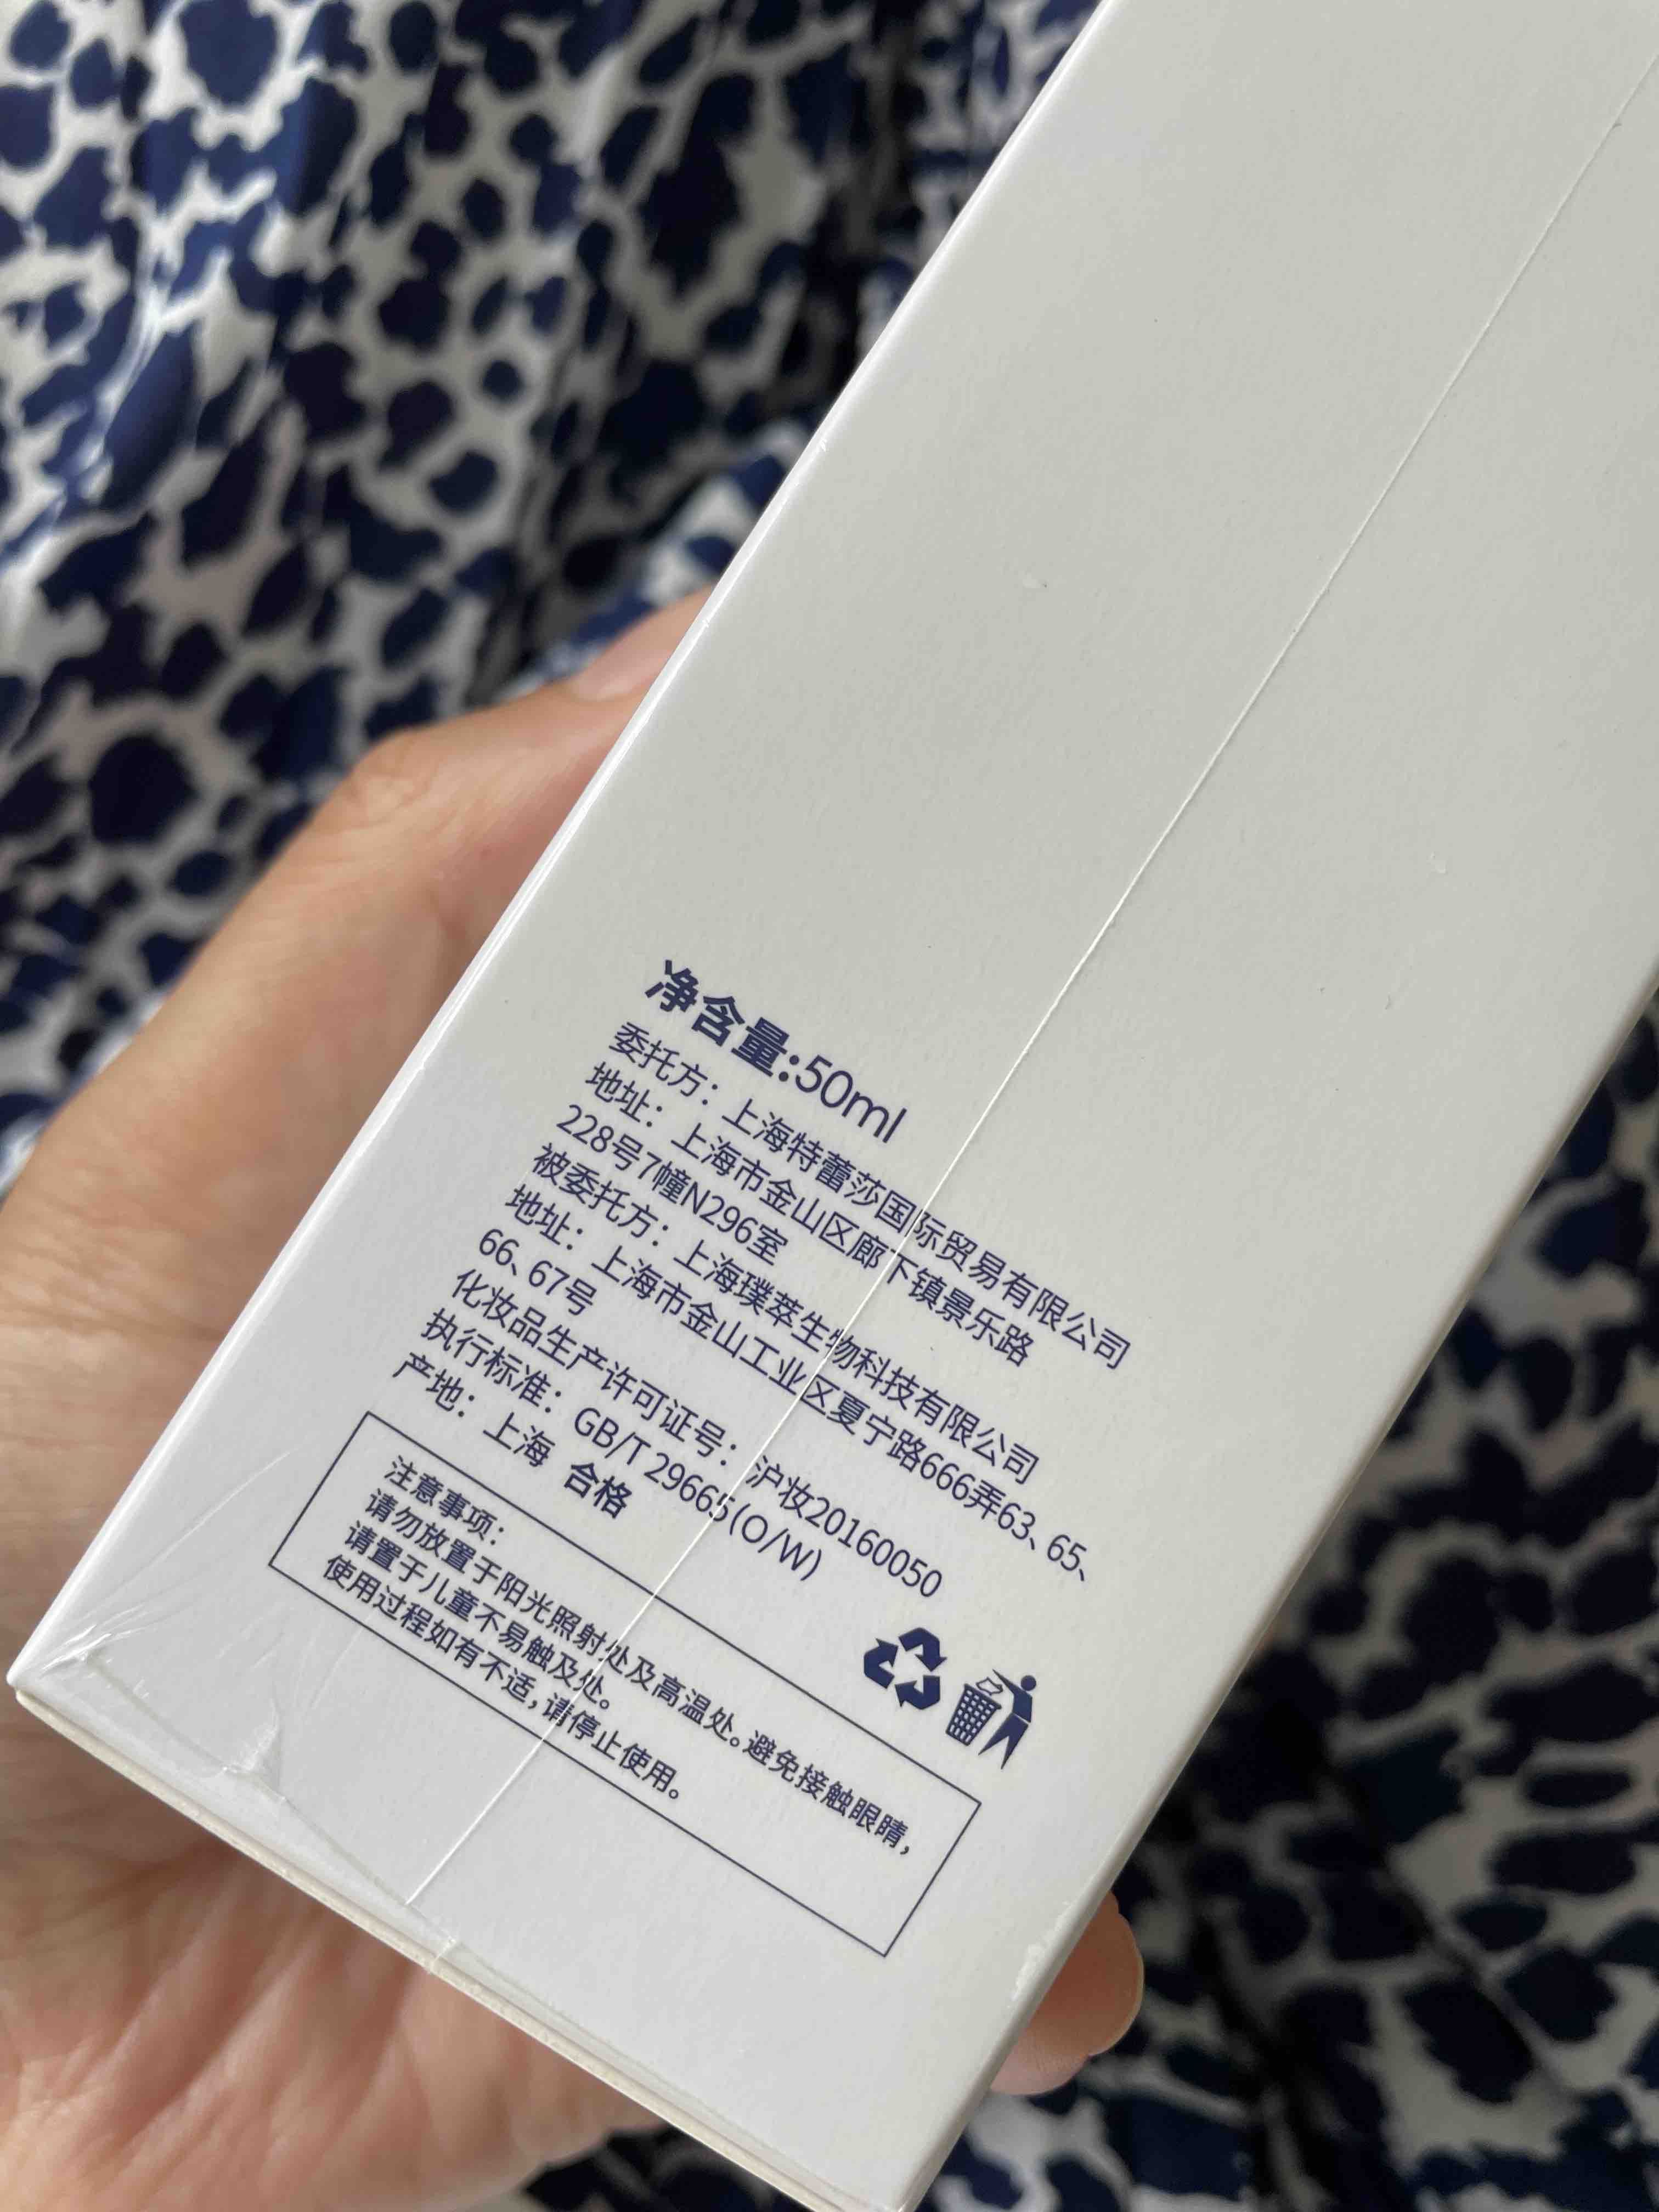 净含量:50ml
委托方：上海特蕾莎国际贸易有限公司
地址：上海市金山区廊下镇景乐路
228号7幢N296室
被委托方：上海璞萃生物科技有限公司
地址：上海市金山工业区夏宁路666弄63、65、
66、67号
化妆品生产许可证号：沪妆20160050
执行标准：GB/T 29665(O/W)
产地：上海 合格
注意事项：
请勿放置于阳光照射处及高温处。避免接触眼睛，
请置于儿童不易触及处。
使用过程如有不适，请停止使用。